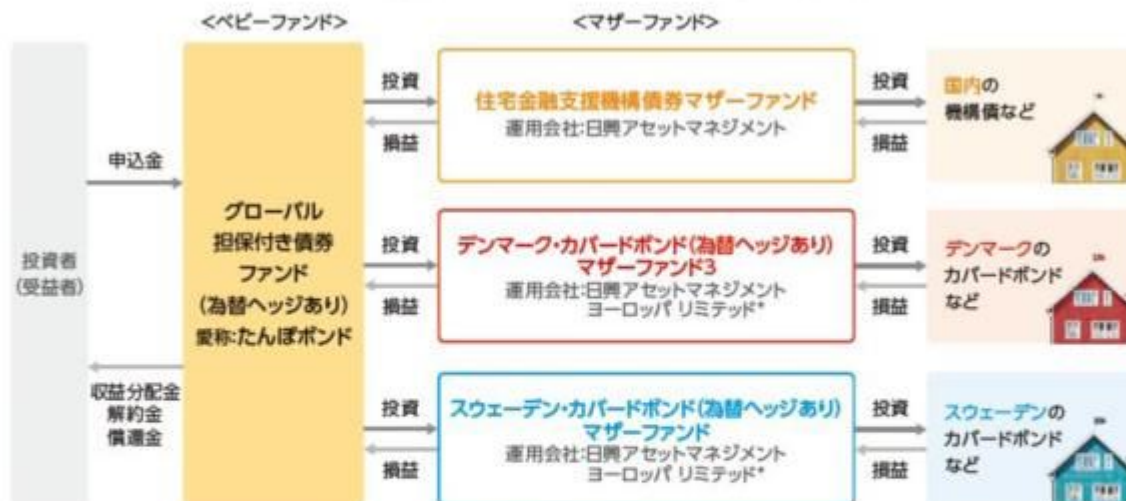 <ベビーファンド>
<マザーファンド>
投資者
(受益者)
申込金
収益分配金
解約金
償還金
グローバル
担保付き債券
ファンド
(為替ヘッジあり)
愛称:たんぽボンド
投資
損益
住宅金融支援機構債券マザーファンド
運用会社:日興アセットマネジメント
投資
損益
国内の
機構債など
投資
損益
デンマーク・カバードボンド(為替ヘッジあり)
マザーファンド3
運用会社:日興アセットマネジメント
ヨーロッパ リミテッド*
投資
損益
デンマークの
カバードボンド
など
投資
損益
スウェーデン・カバードボンド(為替ヘッジあり)
マザーファンド
運用会社:日興アセットマネジメント
ヨーロッパ リミテッド*
投資
損益
スウェーデンの
カバードボンド
など